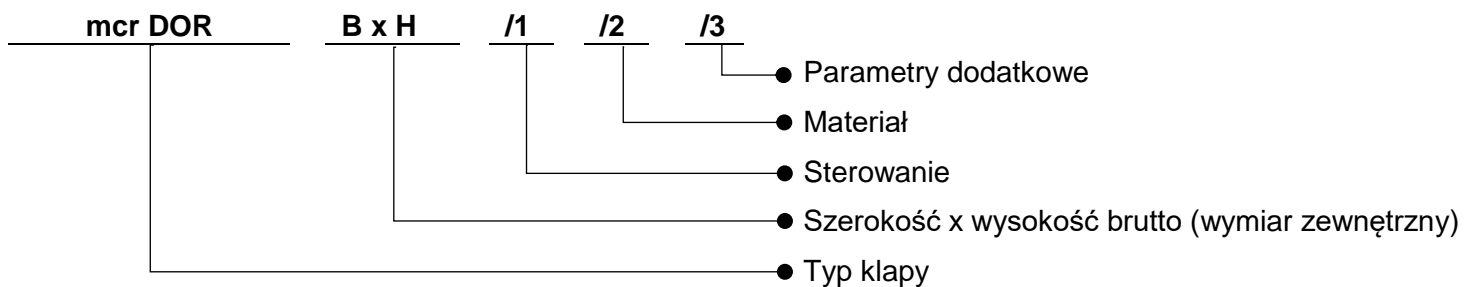 mcr DOR B x H /1 /2 /3
Parametry dodatkowe
Materiał
Sterowanie
Szerokość x wysokość brutto (wymiar zewnętrzny)
Typ klapy